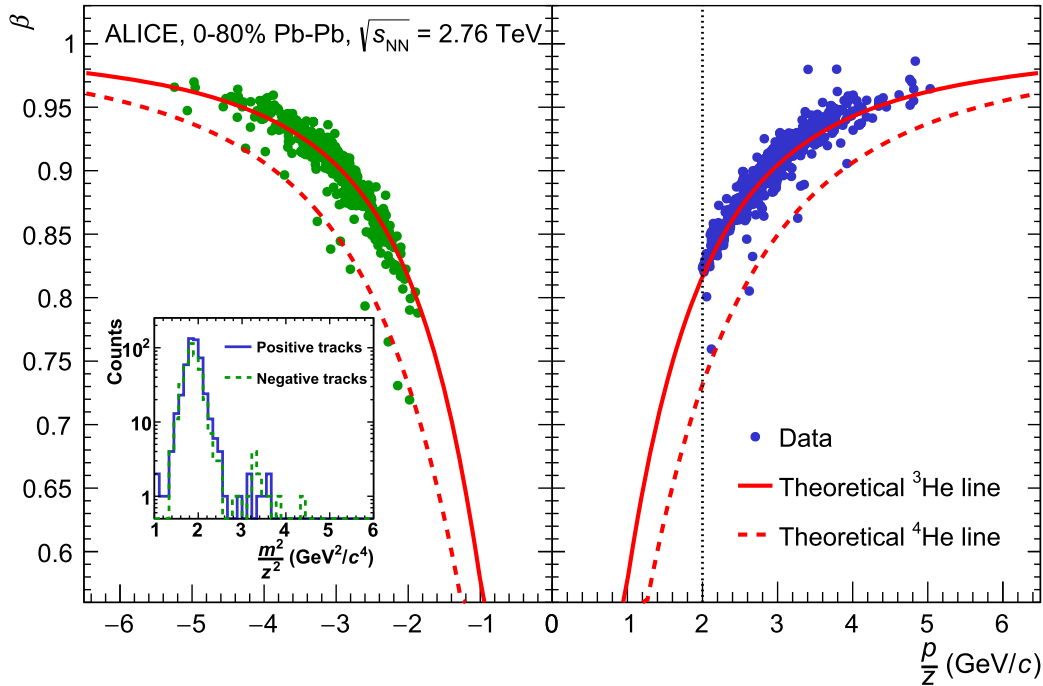 β
ALICE, 0-80% Pb-Pb, √s_NN = 2.76 TeV
1
0.95
0.9
0.85
0.8
0.75
0.7
0.65
0.6
Counts
10²
10
1
Positive tracks
Negative tracks
1 2 3 4 5 6
m²/z² (GeV²/c⁴)
Data
Theoretical ³He line
Theoretical ⁴He line
−6 −5 −4 −3 −2 −1 0 1 2 3 4 5 6
p/z (GeV/c)